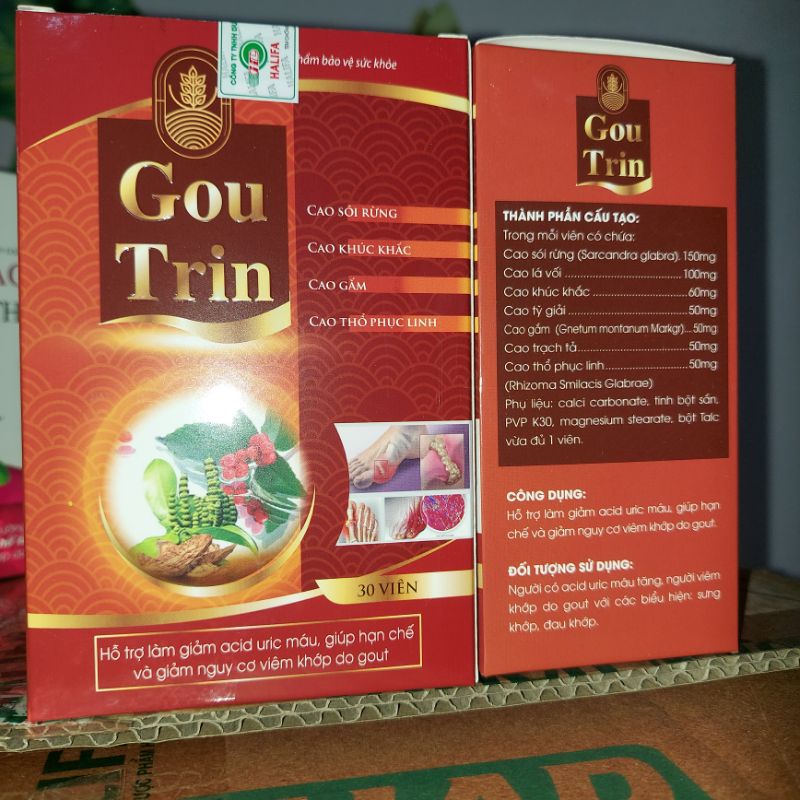 CÔNG TY TNHH
HALIFA
phẩm bảo vệ sức khỏe
Gou
Trin
CAO SÓI RỪNG
CAO KHÚC KHẮC
CAO GẤM
CAO THỔ PHỤC LINH
30 VIÊN
Hỗ trợ làm giảm acid uric máu, giúp hạn chế
và giảm nguy cơ viêm khớp do gout
Gou
Trin
THÀNH PHẦN CẤU TẠO:
Trong mỗi viên có chứa:
Cao sói rừng (Sarcandra glabra). 150mg
Cao lá vối ........................ 100mg
Cao khúc khắc ........................ 60mg
Cao tỳ giải ........................ 50mg
Cao gấm (Gnetum montanum Markgr)... 50mg
Cao trạch tả ........................ 50mg
Cao thổ phục linh ........................ 50mg
(Rhizoma Smilacis Glabrae)
Phụ liệu: calci carbonate, tinh bột sắn,
PVP K30, magnesium stearate, bột Talc
vừa đủ 1 viên.
CÔNG DỤNG:
Hỗ trợ làm giảm acid uric máu, giúp hạn
chế và giảm nguy cơ viêm khớp do gout.
ĐỐI TƯỢNG SỬ DỤNG:
Người có acid uric máu tăng, người viêm
khớp do gout với các biểu hiện: sưng
khớp, đau khớp.